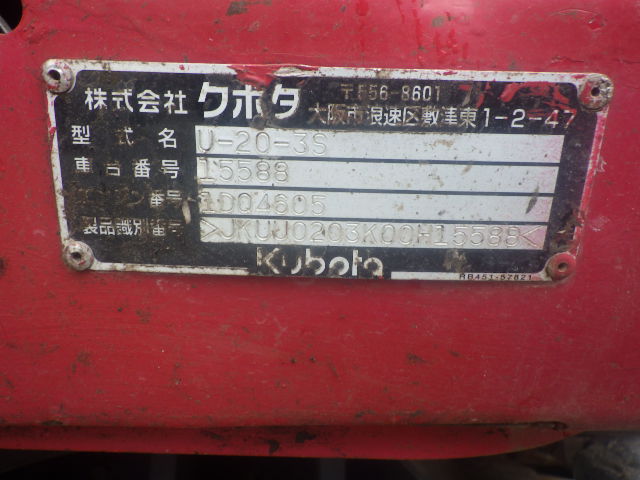 株式会社 クボタ 〒556-8601
大阪市浪速区敷津東1-2-47
型式名 U-20-3S
車台番号 15588
番号 DQ4605
製品識別番号 >JKUU0203K00H15588<
Kubota
RB451-57821